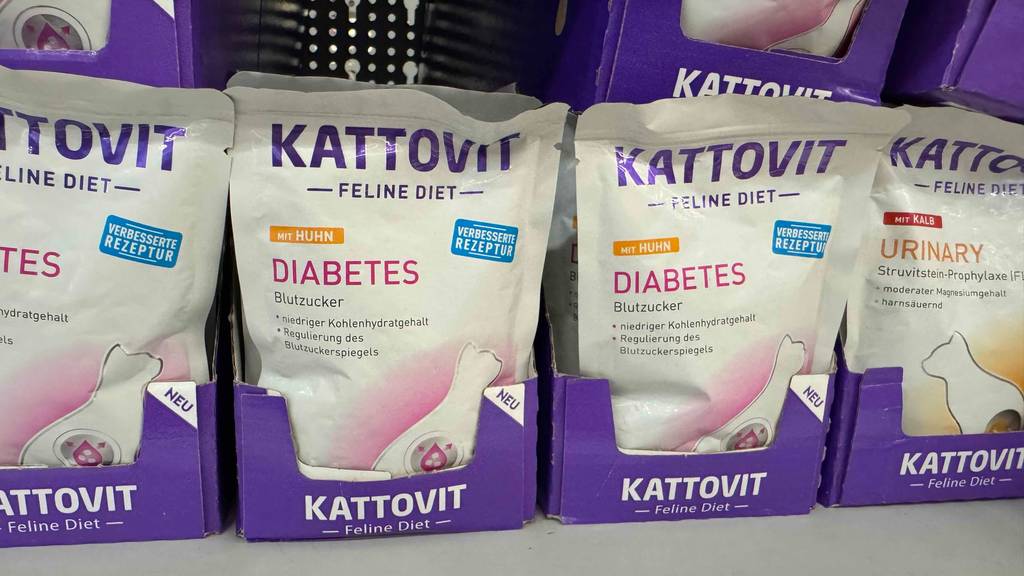 KATTOVIT
KATTOVIT
FELINE DIET
VERBESSERTE
REZEPTUR
NEU
KATTOVIT
Feline Diet
KATTOVIT
FELINE DIET
MIT HUHN
VERBESSERTE
REZEPTUR
DIABETES
Blutzucker
• niedriger Kohlenhydratgehalt
• Regulierung des
Blutzuckerspiegels
NEU
KATTOVIT
Feline Diet
KATTOVIT
FELINE DIET
MIT HUHN
VERBESSERTE
REZEPTUR
DIABETES
Blutzucker
• niedriger Kohlenhydratgehalt
• Regulierung des
Blutzuckerspiegels
NEU
KATTOVIT
Feline Diet
FELINE DIET
MIT KALB
URINARY
Struvitstein-Prophylaxe
• moderater Magnesiumgehalt
• harnsäuernd
KATTOVIT
Feline Diet